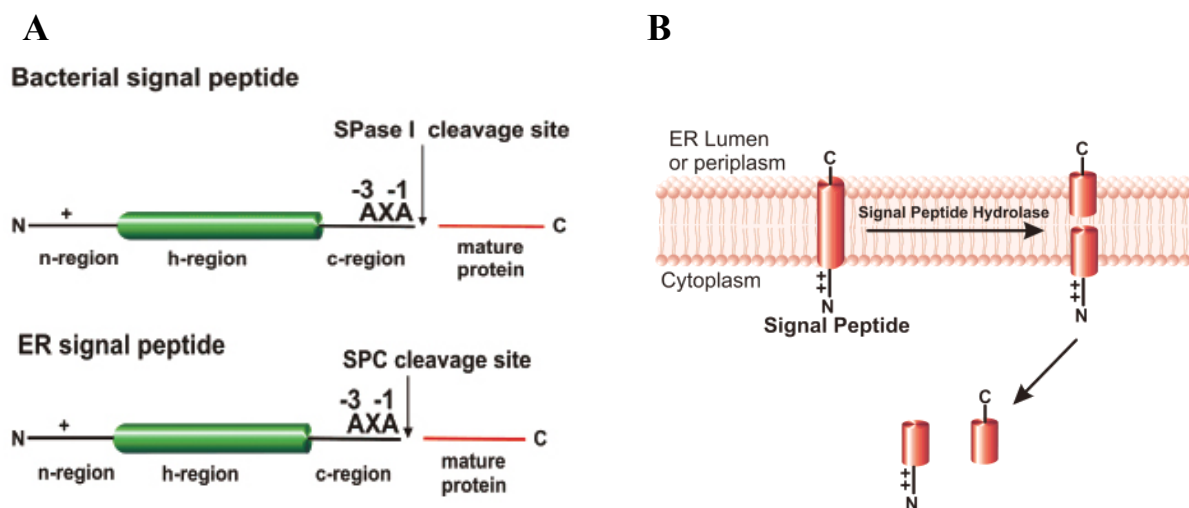 A
Bacterial signal peptide
SPase I cleavage site
-3 -1
AXA
N
+
C
n-region
h-region
c-region
mature
protein
ER signal peptide
SPC cleavage site
-3 -1
AXA
N
+
C
n-region
h-region
c-region
mature
protein
B
ER Lumen
or periplasm
C
C
Signal Peptide Hydrolase
Cytoplasm
++
N
++
N
Signal Peptide
C
++
N